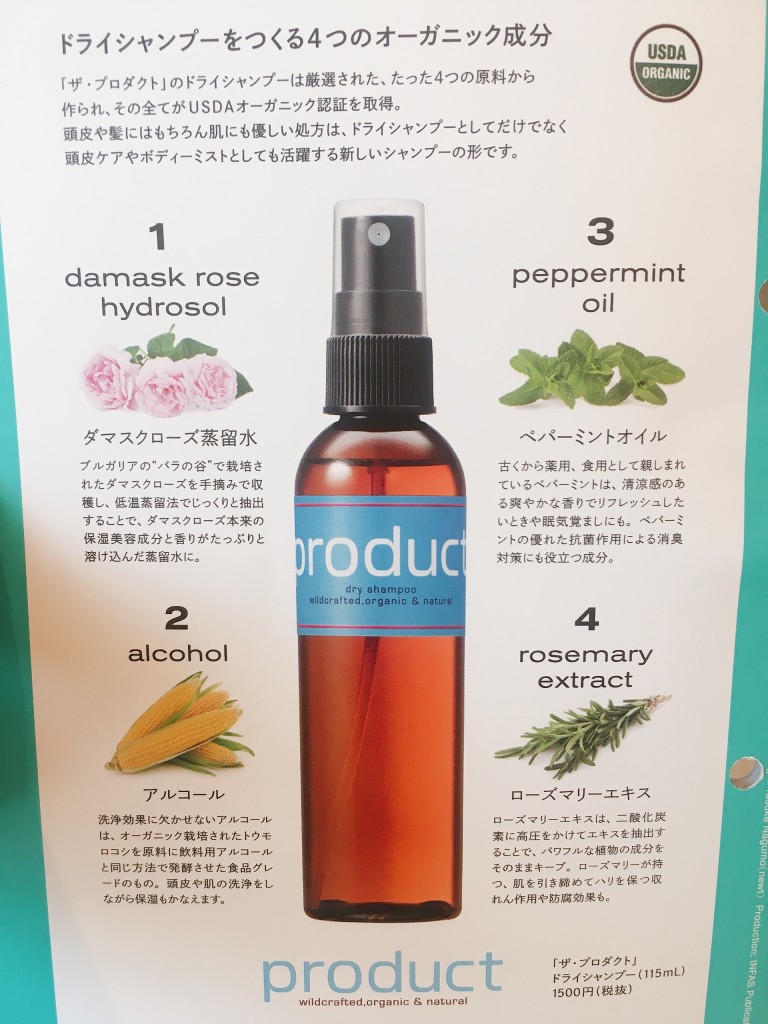 ドライシャンプーをつくる4つのオーガニック成分
USDA
ORGANIC
「ザ・プロダクト」のドライシャンプーは厳選された、たった4つの原料から
作られ、その全てがUSDAオーガニック認証を取得。
頭皮や髪にはもちろん肌にも優しい処方は、ドライシャンプーとしてだけでなく
頭皮ケアやボディーミストとしても活躍する新しいシャンプーの形です。
1
damask rose
hydrosol
ダマスクローズ蒸留水
ブルガリアの“バラの谷”で栽培さ
れたダマスクローズを手摘みで収
穫し、低温蒸留法でじっくりと抽出
することで、ダマスクローズ本来の
保湿美容成分と香りがたっぷりと
溶け込んだ蒸留水に。
2
alcohol
アルコール
洗浄効果に欠かせないアルコール
は、オーガニック栽培されたトウモ
ロコシを原料に飲料用アルコール
と同じ方法で発酵させた食品グレ
ードのもの。頭皮や肌の洗浄をし
ながら保湿もかなえます。
product
dry shampoo
wildcrafted,organic & natural
3
peppermint
oil
ペパーミントオイル
古くから薬用、食用として親しまれ
ているペパーミントは、清涼感のあ
る爽やかな香りでリフレッシュした
いときや眠気覚ましにも。ペパーミ
ントの優れた抗菌作用による消臭
対策にも役立つ成分。
4
rosemary
extract
ローズマリーエキス
ローズマリーエキスは、二酸化炭
素に高圧をかけてエキスを抽出す
ることで、パワフルな植物の成分を
そのままキープ。ローズマリーが持
つ、肌を引き締めてハリを保つ収
れん作用や防腐効果も。
product
wildcrafted,organic & natural
「ザ・プロダクト」
ドライシャンプー(115mL)
1500円(税抜)
Nagumo(newt) Production: INFAS